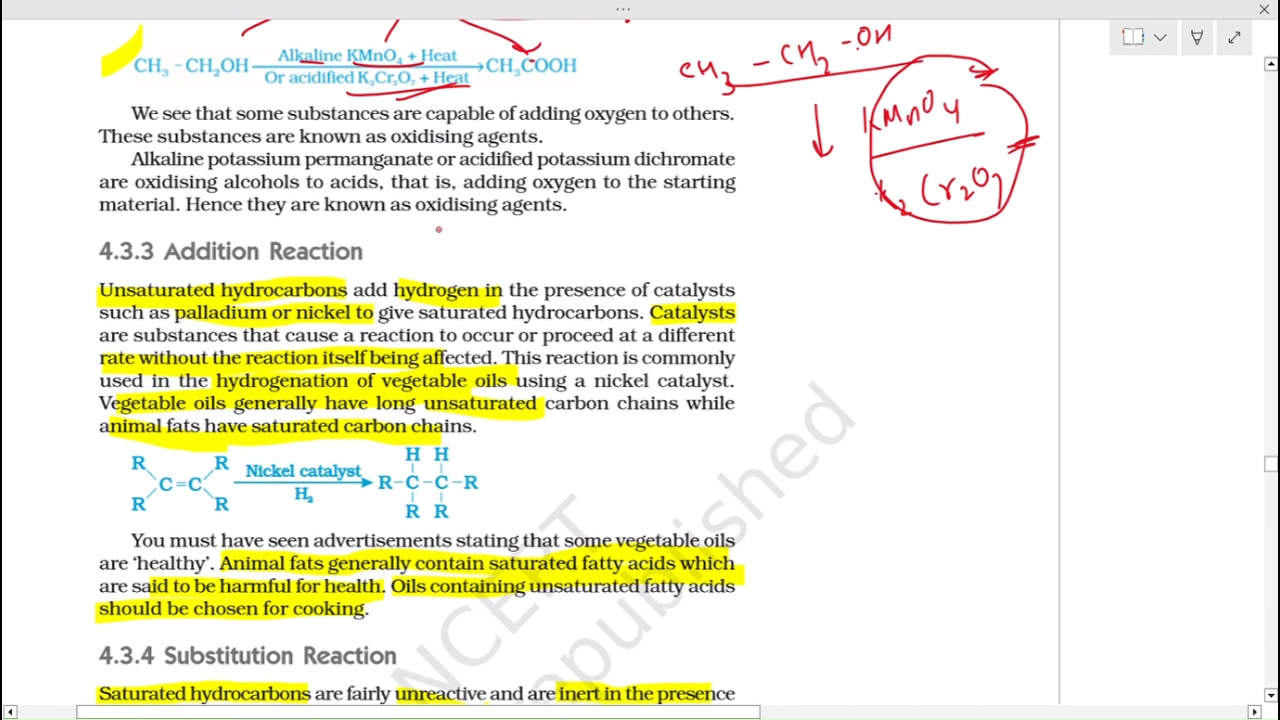 CH₃ – CH₂OH Alkaline KMnO₄ + Heat CH₃COOH
Or acidified K₂Cr₂O₇ + Heat
CH₃ – CH₂ – OH
KMnO₄
K₂Cr₂O₇
We see that some substances are capable of adding oxygen to others.
These substances are known as oxidising agents.
Alkaline potassium permanganate or acidified potassium dichromate
are oxidising alcohols to acids, that is, adding oxygen to the starting
material. Hence they are known as oxidising agents.
4.3.3 Addition Reaction
Unsaturated hydrocarbons add hydrogen in the presence of catalysts
such as palladium or nickel to give saturated hydrocarbons. Catalysts
are substances that cause a reaction to occur or proceed at a different
rate without the reaction itself being affected. This reaction is commonly
used in the hydrogenation of vegetable oils using a nickel catalyst.
Vegetable oils generally have long unsaturated carbon chains while
animal fats have saturated carbon chains.
H H
R R Nickel catalyst
C=C R–C–C–R
R R H₂
R R
You must have seen advertisements stating that some vegetable oils
are ‘healthy’. Animal fats generally contain saturated fatty acids which
are said to be harmful for health. Oils containing unsaturated fatty acids
should be chosen for cooking.
4.3.4 Substitution Reaction
Saturated hydrocarbons are fairly unreactive and are inert in the presence
NCERT
republished